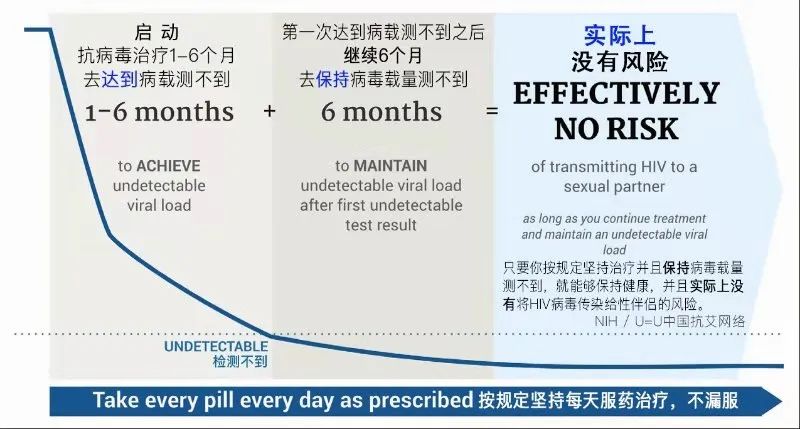 启 动
抗病毒治疗1-6个月
去达到病载测不到
1-6 months
to ACHIEVE
undetectable
viral load
+
第一次达到病载测不到之后
继续6个月
去保持病毒载量测不到
6 months
to MAINTAIN
undetectable viral load
after first undetectable
test result
=
实际上
没有风险
EFFECTIVELY
NO RISK
of transmitting HIV to a
sexual partner
as long as you continue treatment
and maintain an undetectable viral
load
只要你按规定坚持治疗并且保持病毒载量
测不到，就能够保持健康，并且实际上没
有将HIV病毒传染给性伴侣的风险。
NIH / U=U中国抗艾网络
UNDETECTABLE
检测不到
Take every pill every day as prescribed 按规定坚持每天服药治疗，不漏服